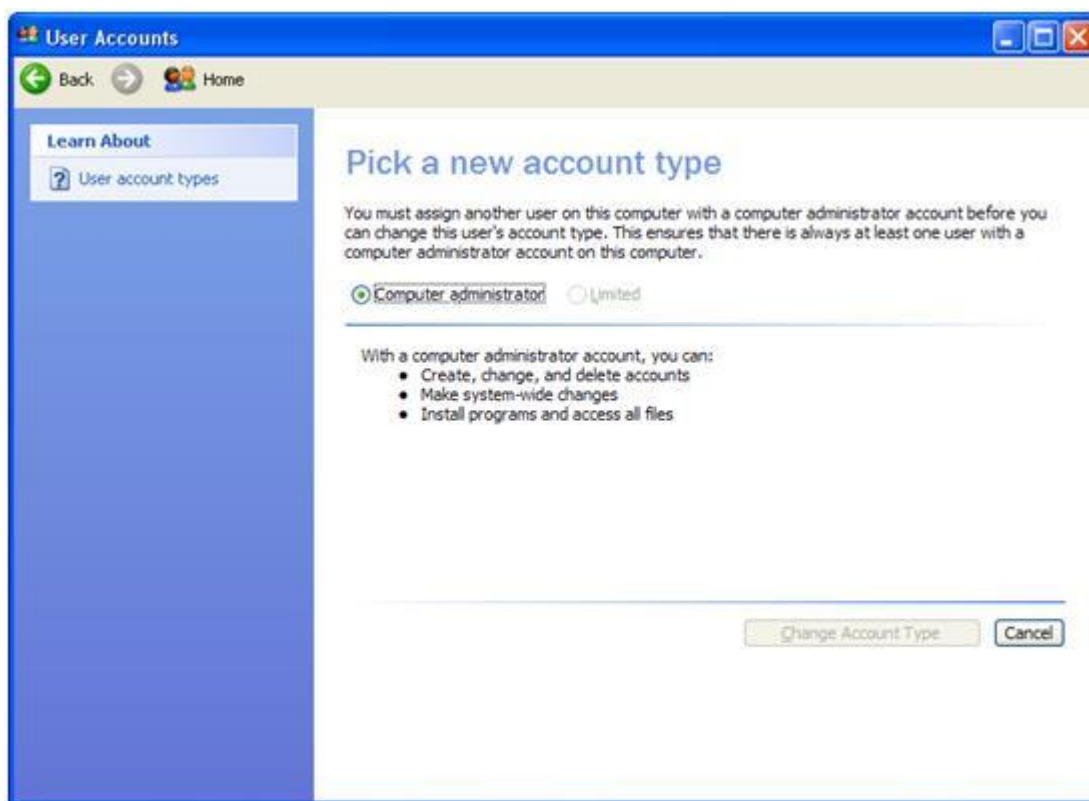 User Accounts
Back Home
Learn About
User account types
Pick a new account type
You must assign another user on this computer with a computer administrator account before you
can change this user's account type. This ensures that there is always at least one user with a
computer administrator account on this computer.
Computer administrator Limited
With a computer administrator account, you can:
• Create, change, and delete accounts
• Make system-wide changes
• Install programs and access all files
Change Account Type Cancel